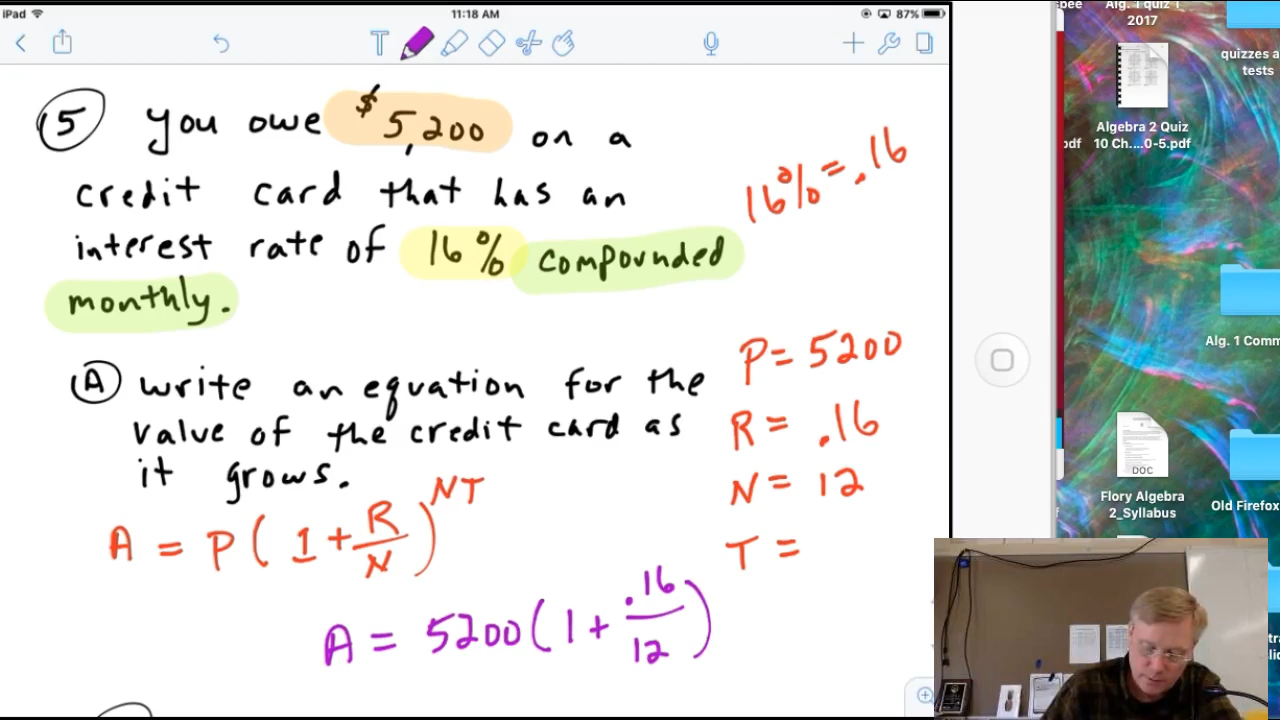 iPad
11:18 AM
87%
T
15 you owe $5,200 on a
credit card that has an
interest rate of 16% compounded
monthly.
16% = .16
A write an equation for the
value of the credit card as
it grows.
P = 5200
R = .16
N = 12
T =
A = P(1 + R/N)^NT
A = 5200(1 + .16/12)
Alg. 1 quiz 1
2017
quizzes a
tests
Algebra 2 Quiz
10 Ch....0-5.pdf
pdf
Alg. 1 Comm
DOC
Flory Algebra
2_Syllabus
Old Firefox